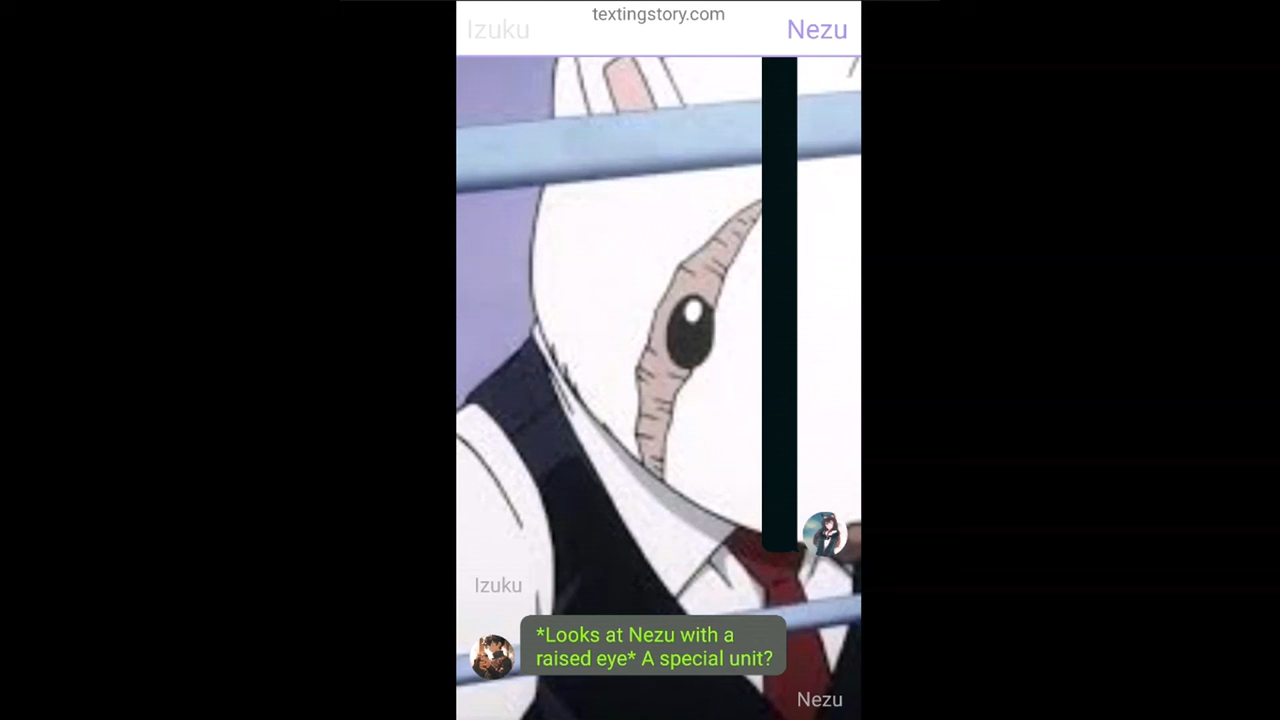 textingstory.com
Izuku
Nezu
Izuku
*Looks at Nezu with a
raised eye* A special unit?
Nezu